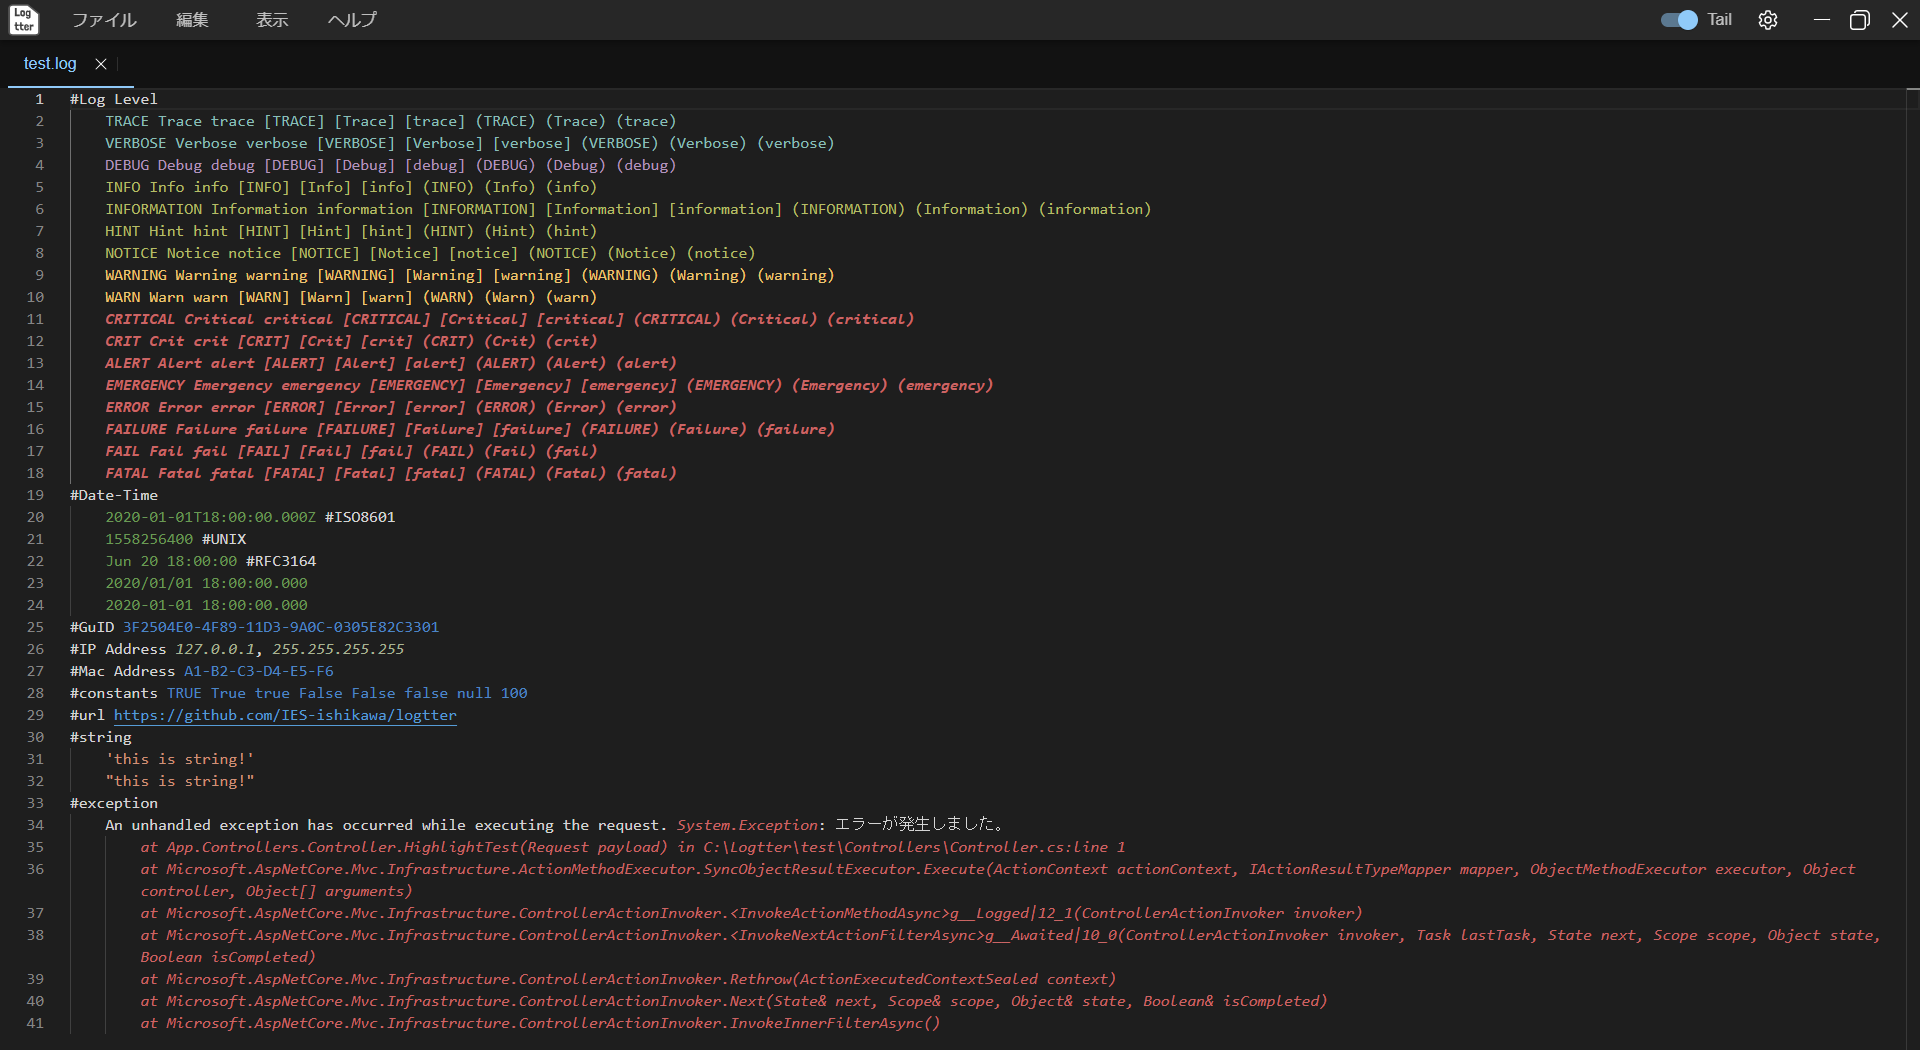 Log
tter
ファイル 編集 表示 ヘルプ Tail
test.log
1 #Log Level
2 TRACE Trace trace [TRACE] [Trace] [trace] (TRACE) (Trace) (trace)
3 VERBOSE Verbose verbose [VERBOSE] [Verbose] [verbose] (VERBOSE) (Verbose) (verbose)
4 DEBUG Debug debug [DEBUG] [Debug] [debug] (DEBUG) (Debug) (debug)
5 INFO Info info [INFO] [Info] [info] (INFO) (Info) (info)
6 INFORMATION Information information [INFORMATION] [Information] [information] (INFORMATION) (Information) (information)
7 HINT Hint hint [HINT] [Hint] [hint] (HINT) (Hint) (hint)
8 NOTICE Notice notice [NOTICE] [Notice] [notice] (NOTICE) (Notice) (notice)
9 WARNING Warning warning [WARNING] [Warning] [warning] (WARNING) (Warning) (warning)
10 WARN Warn warn [WARN] [Warn] [warn] (WARN) (Warn) (warn)
11 CRITICAL Critical critical [CRITICAL] [Critical] [critical] (CRITICAL) (Critical) (critical)
12 CRIT Crit crit [CRIT] [Crit] [crit] (CRIT) (Crit) (crit)
13 ALERT Alert alert [ALERT] [Alert] [alert] (ALERT) (Alert) (alert)
14 EMERGENCY Emergency emergency [EMERGENCY] [Emergency] [emergency] (EMERGENCY) (Emergency) (emergency)
15 ERROR Error error [ERROR] [Error] [error] (ERROR) (Error) (error)
16 FAILURE Failure failure [FAILURE] [Failure] [failure] (FAILURE) (Failure) (failure)
17 FAIL Fail fail [FAIL] [Fail] [fail] (FAIL) (Fail) (fail)
18 FATAL Fatal fatal [FATAL] [Fatal] [fatal] (FATAL) (Fatal) (fatal)
19 #Date-Time
20 2020-01-01T18:00:00.000Z #ISO8601
21 1558256400 #UNIX
22 Jun 20 18:00:00 #RFC3164
23 2020/01/01 18:00:00.000
24 2020-01-01 18:00:00.000
25 #GuID 3F2504E0-4F89-11D3-9A0C-0305E82C3301
26 #IP Address 127.0.0.1, 255.255.255.255
27 #Mac Address A1-B2-C3-D4-E5-F6
28 #constants TRUE True true False False false null 100
29 #url https://github.com/IES-ishikawa/logtter
30 #string
31 'this is string!'
32 "this is string!"
33 #exception
34 An unhandled exception has occurred while executing the request. System.Exception: エラーが発生しました。
35 at App.Controllers.Controller.HighlightTest(Request payload) in C:\Logtter\test\Controllers\Controller.cs:line 1
36 at Microsoft.AspNetCore.Mvc.Infrastructure.ActionMethodExecutor.SyncObjectResultExecutor.Execute(ActionContext actionContext, IActionResultTypeMapper mapper, ObjectMethodExecutor executor, Object
controller, Object[] arguments)
37 at Microsoft.AspNetCore.Mvc.Infrastructure.ControllerActionInvoker.<InvokeActionMethodAsync>g__Logged|12_1(ControllerActionInvoker invoker)
38 at Microsoft.AspNetCore.Mvc.Infrastructure.ControllerActionInvoker.<InvokeNextActionFilterAsync>g__Awaited|10_0(ControllerActionInvoker invoker, Task lastTask, State next, Scope scope, Object state,
Boolean isCompleted)
39 at Microsoft.AspNetCore.Mvc.Infrastructure.ControllerActionInvoker.Rethrow(ActionExecutedContextSealed context)
40 at Microsoft.AspNetCore.Mvc.Infrastructure.ControllerActionInvoker.Next(State& next, Scope& scope, Object& state, Boolean& isCompleted)
41 at Microsoft.AspNetCore.Mvc.Infrastructure.ControllerActionInvoker.InvokeInnerFilterAsync()